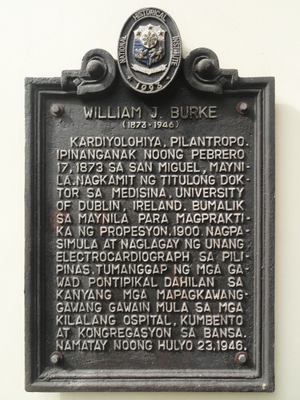 NATIONAL HISTORICAL INSTITUTE
1993
WILLIAM J. BURKE
(1873-1946)
KARDIYOLOHIYA, PILANTROPO.
IPINANGANAK NOONG PEBRERO
17, 1873 SA SAN MIGUEL, MAYNI-
LA. NAGKAMIT NG TITULONG DOK-
TOR SA MEDISINA, UNIVERSITY
OF DUBLIN, IRELAND. BUMALIK
SA MAYNILA PARA MAGPRAKTI-
KA NG PROPESYON, 1900. NAGPA-
SIMULA AT NAGLAGAY NG UNANG
ELECTROCARDIOGRAPH SA PILI-
PINAS. TUMANGGAP NG MGA GA-
WAD PONTIPIKAL DAHILAN SA
KANYANG MGA MAPAGKAWANG-
GAWANG GAWAIN MULA SA MGA
KILALANG OSPITAL, KUMBENTO
AT KONGREGASYON SA BANSA.
NAMATAY NOONG HULYO 23, 1946.